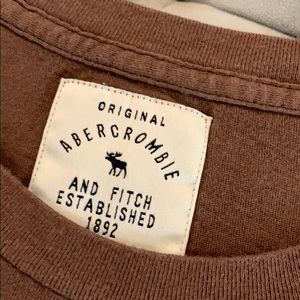 ORIGINAL
ABERCROMBIE
AND FITCH
ESTABLISHED
1892